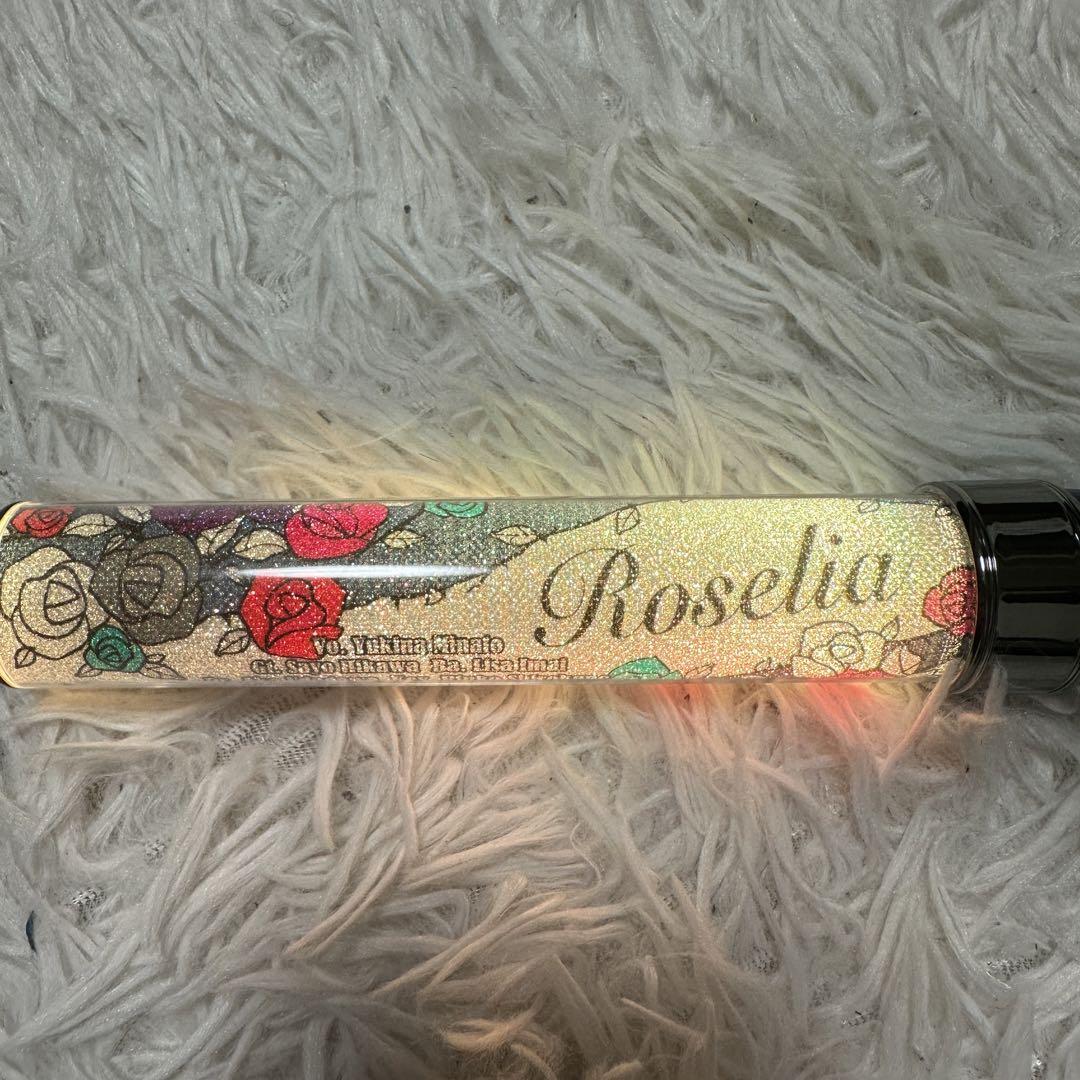 Roselia
Vo. Yukina Minato
Gt. Sayo Hikawa Ba. Lisa Imai